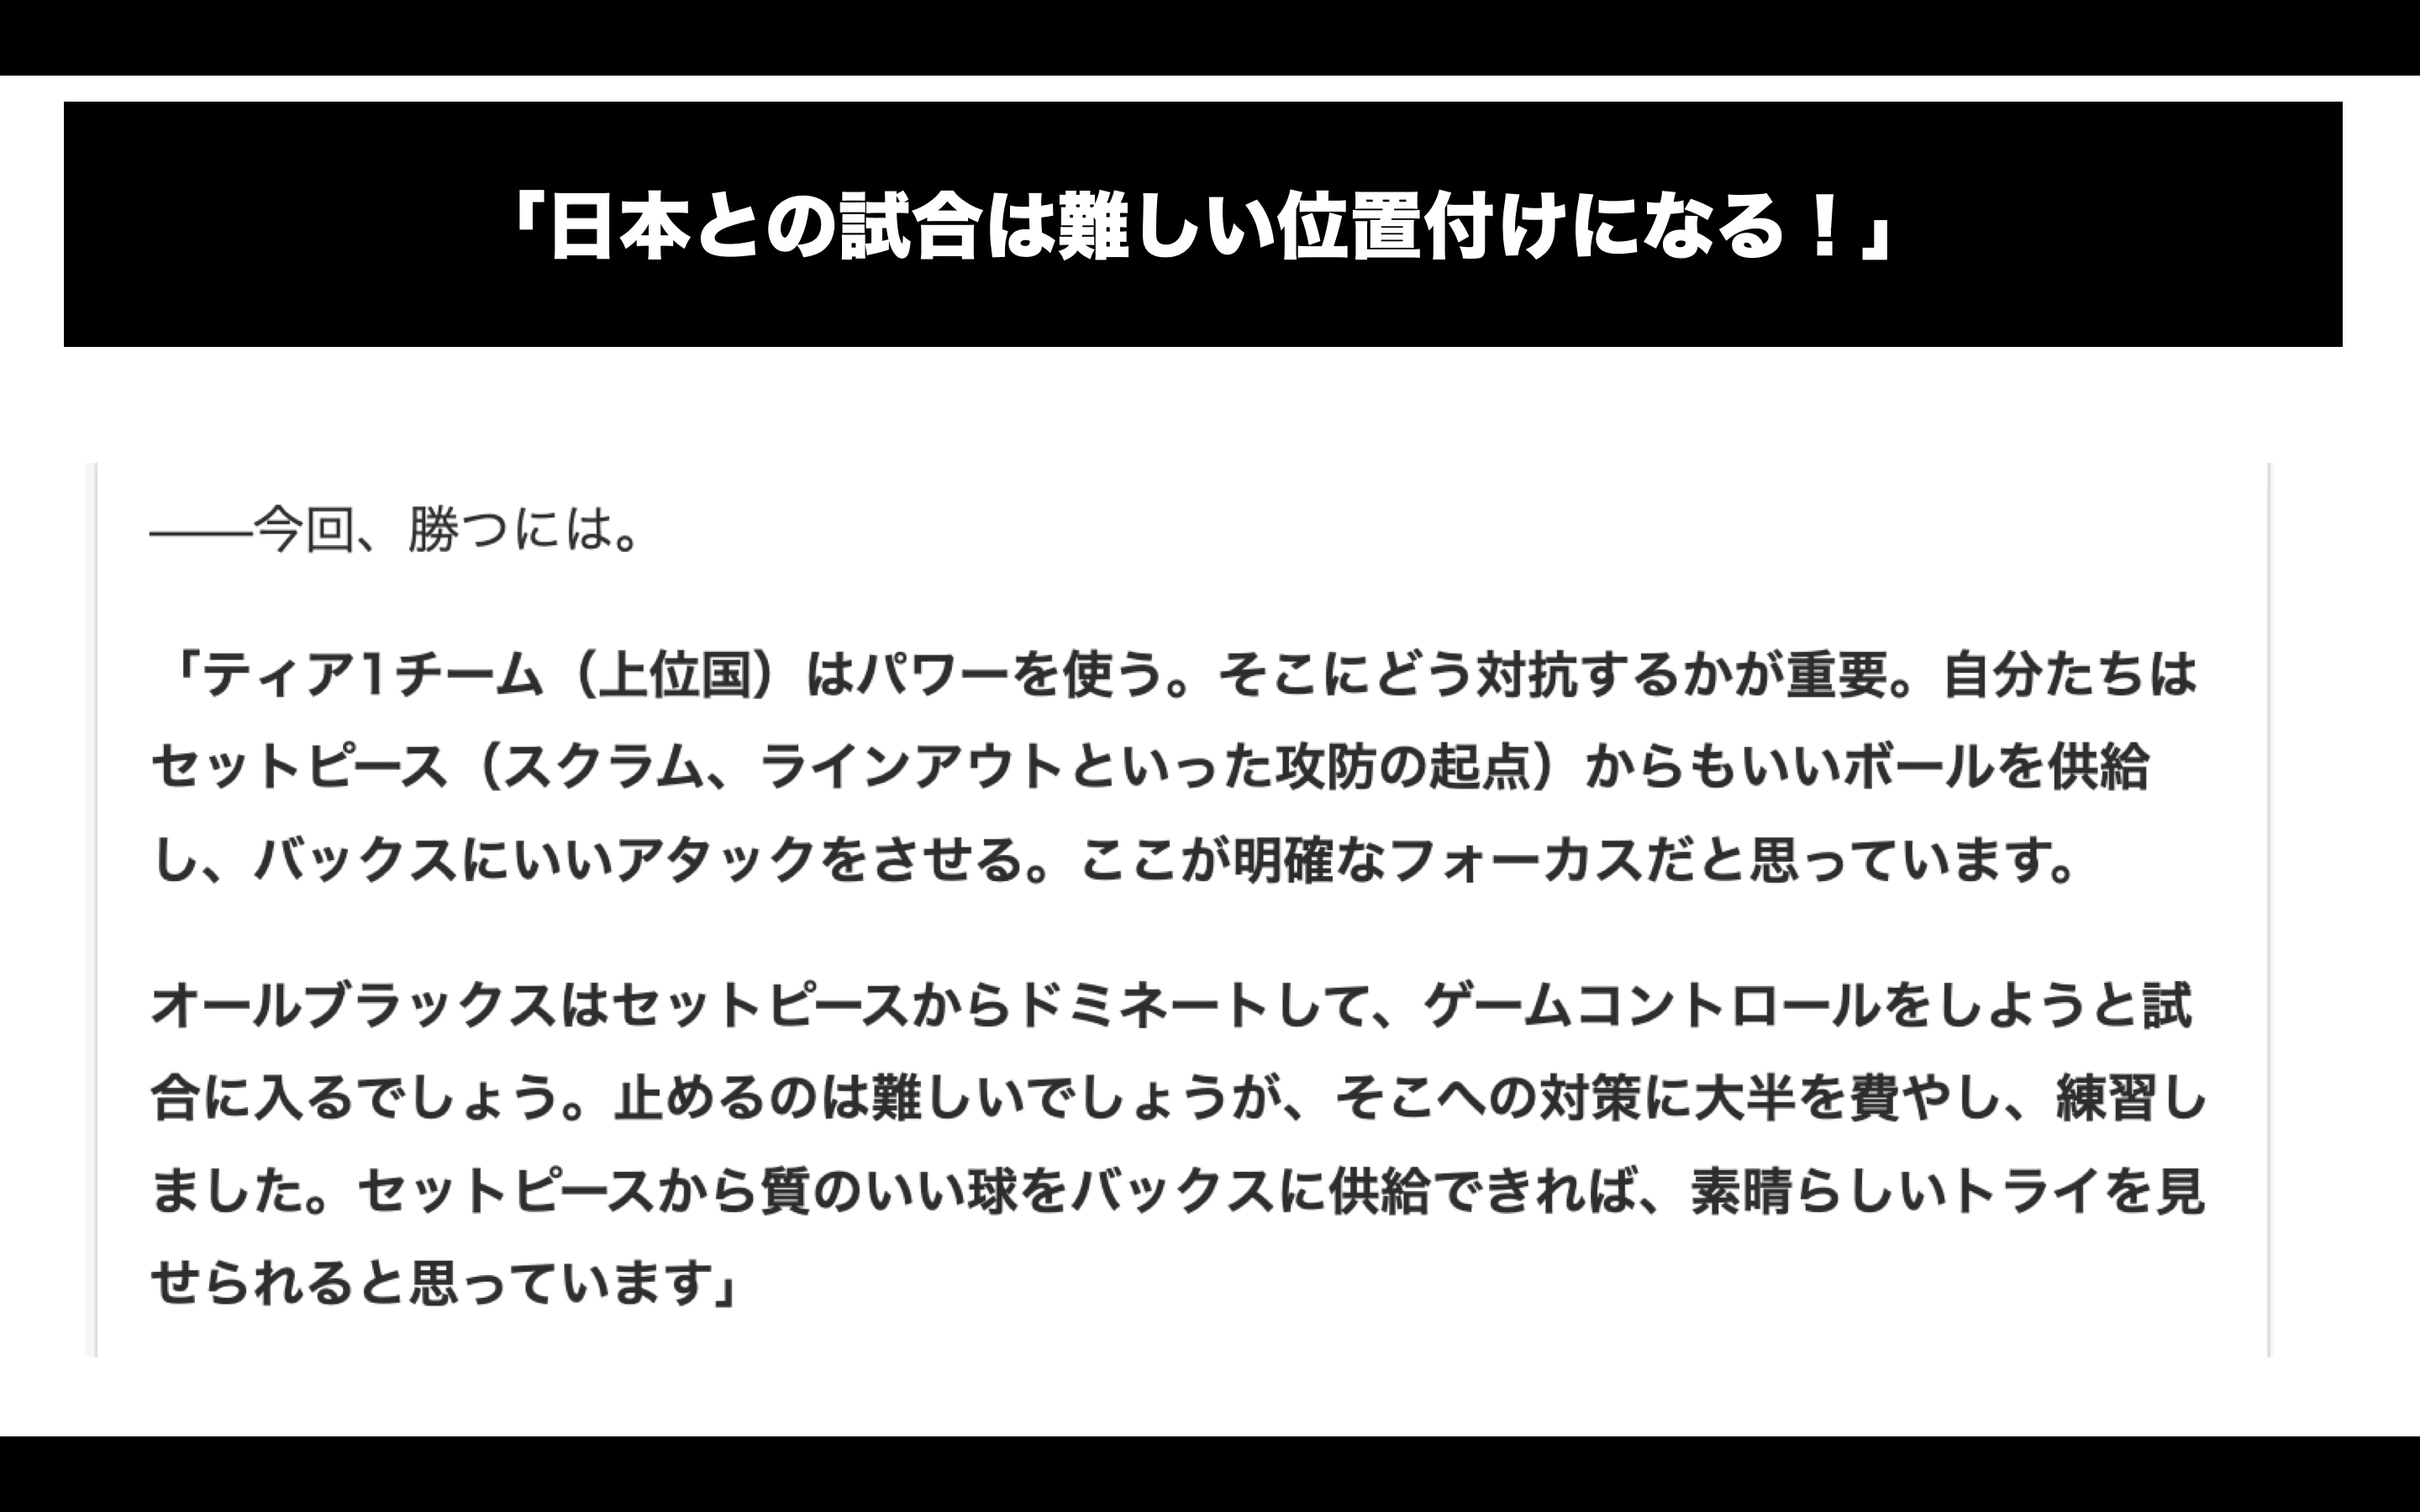 「日本との試合は難しい位置付けになる！」
——今回、勝つには。
「ティア1チーム（上位国）はパワーを使う。そこにどう対抗するかが重要。自分たちは
セットピース（スクラム、ラインアウトといった攻防の起点）からもいいボールを供給
し、バックスにいいアタックをさせる。ここが明確なフォーカスだと思っています。
オールブラックスはセットピースからドミネートして、ゲームコントロールをしようと試
合に入るでしょう。止めるのは難しいでしょうが、そこへの対策に大半を費やし、練習し
ました。セットピースから質のいい球をバックスに供給できれば、素晴らしいトライを見
せられると思っています」